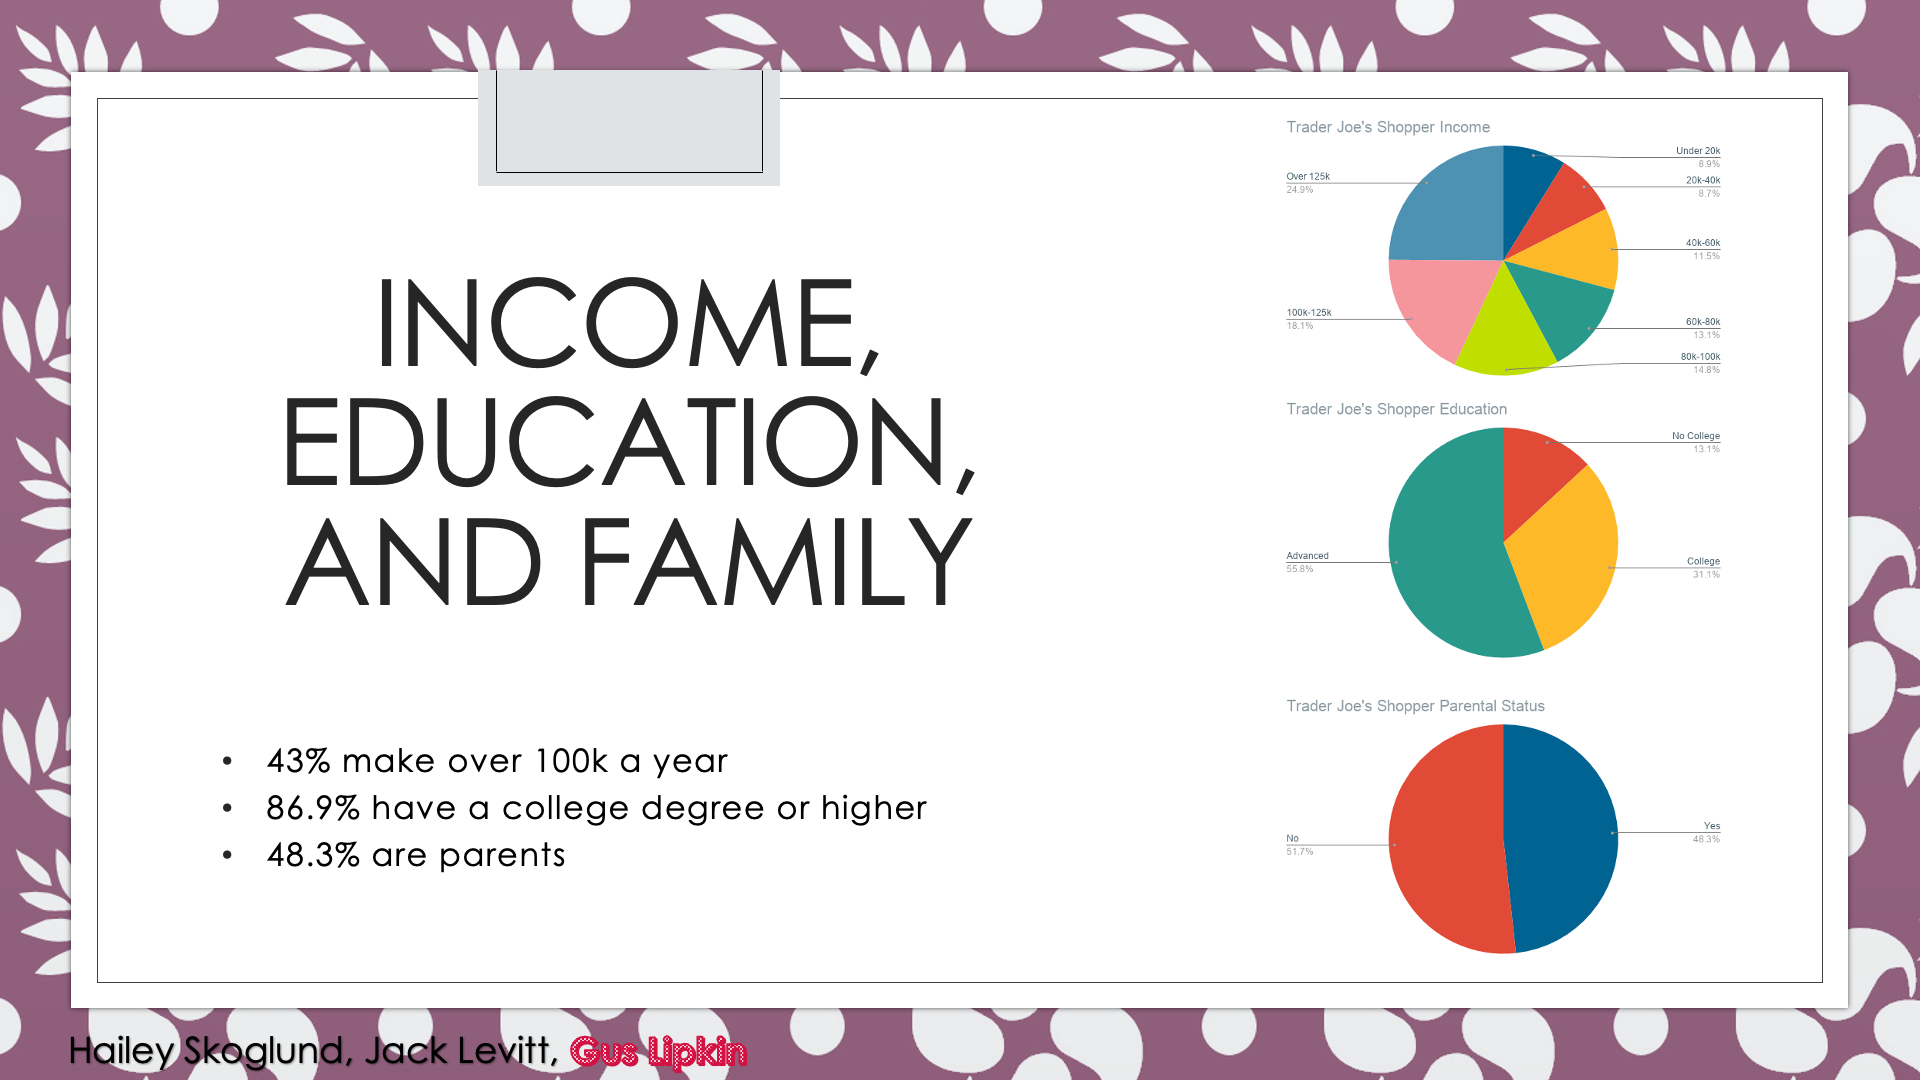 INCOME,
EDUCATION,
AND FAMILY
• 43% make over 100k a year
• 86.9% have a college degree or higher
• 48.3% are parents
Trader Joe's Shopper Income
Under 20k
8.9%
20k-40k
8.7%
40k-60k
11.5%
60k-80k
13.1%
80k-100k
14.8%
100k-125k
18.1%
Over 125k
24.9%
Trader Joe's Shopper Education
No College
13.1%
College
31.1%
Advanced
55.8%
Trader Joe's Shopper Parental Status
Yes
48.3%
No
51.7%
Hailey Skoglund, Jack Levitt, Gus Lipkin